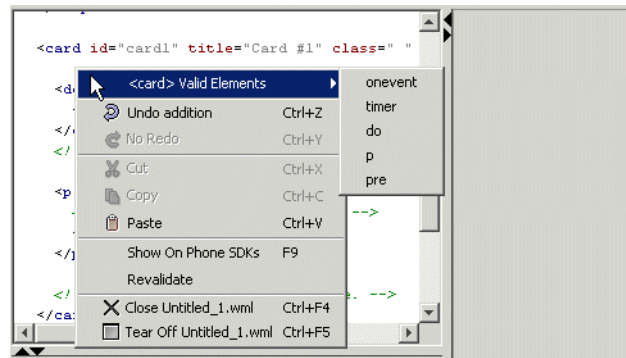 <card id="card1" title="Card #1" class=" "
<card> Valid Elements
onevent
timer
do
p
pre
<d
Undo addition Ctrl+Z
</
No Redo Ctrl+Y
<!
Cut Ctrl+X
<p
Copy Ctrl+C
Paste Ctrl+V
-->
</
Show On Phone SDKs F9
Revalidate
<!
. -->
Close Untitled_1.wml Ctrl+F4
</ca
Tear Off Untitled_1.wml Ctrl+F5